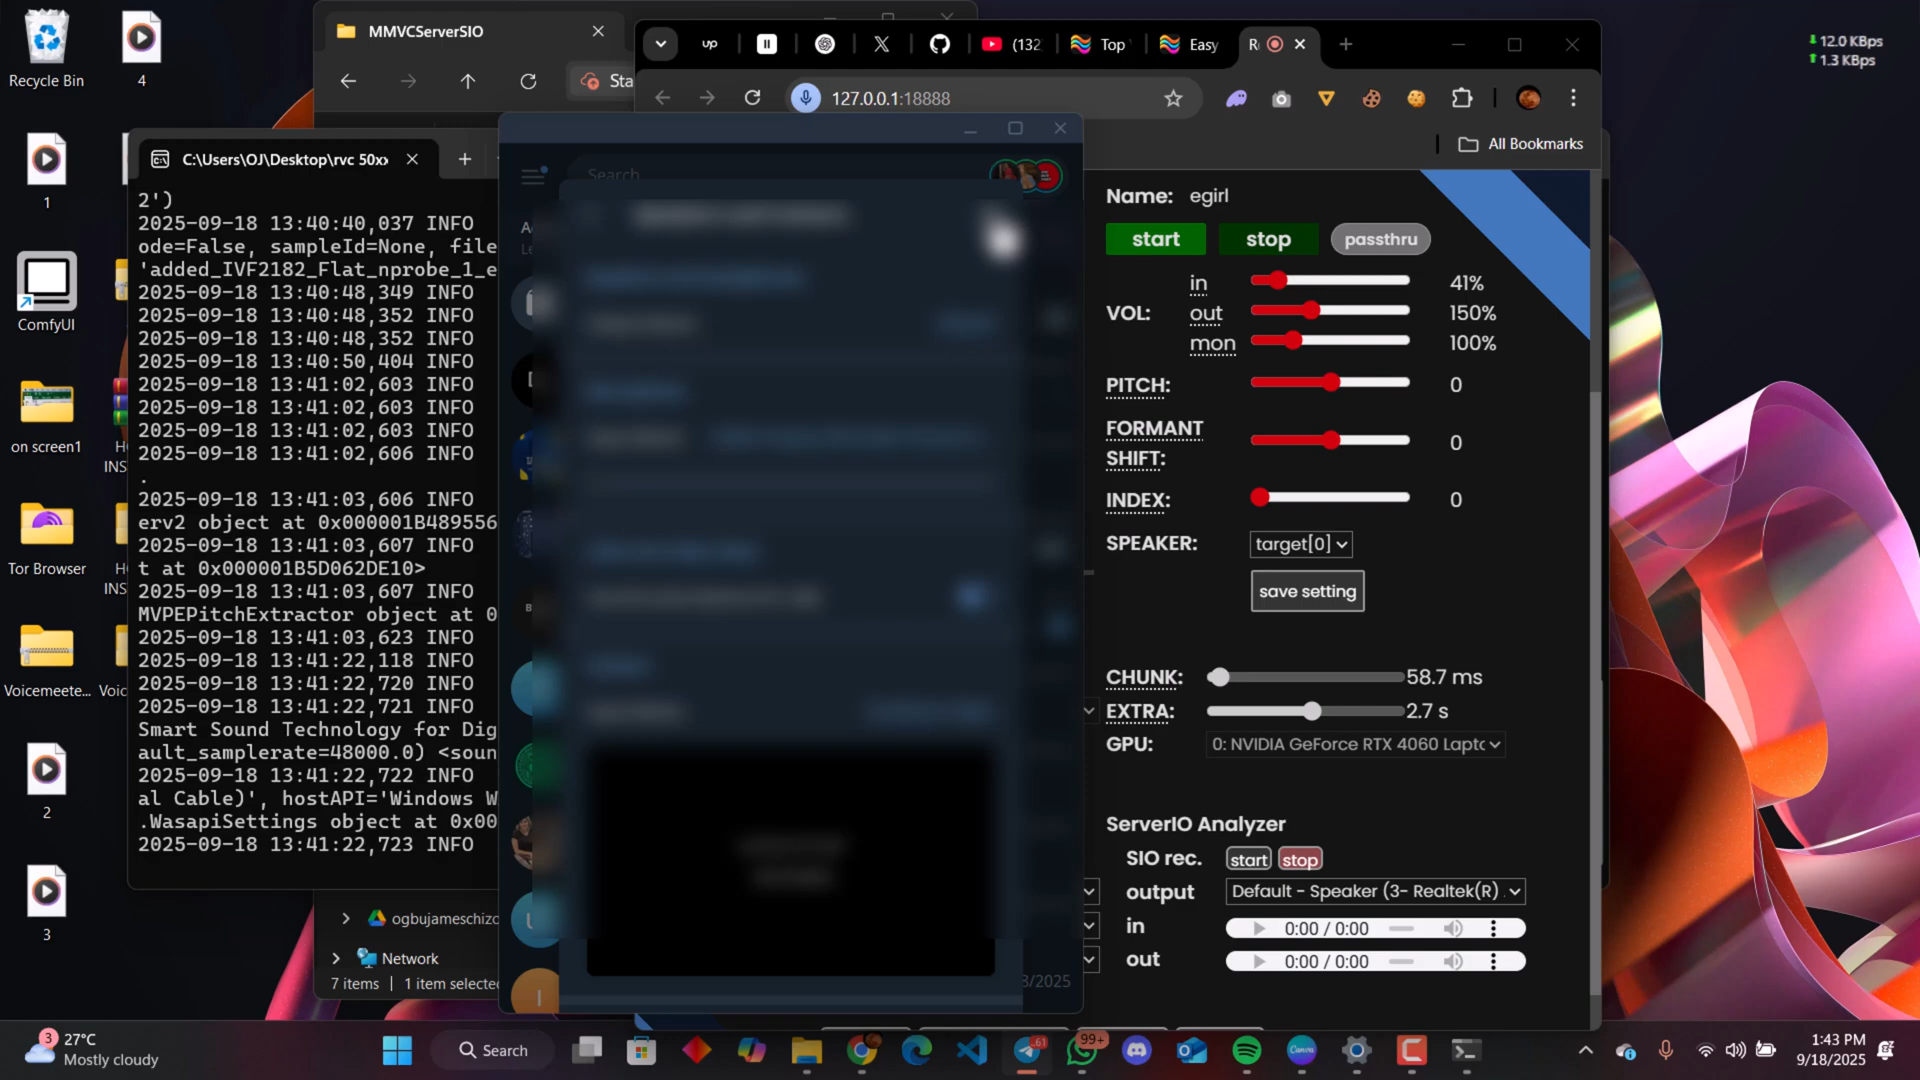 Recycle Bin
4
1
ComfyUI
on screen1
Tor Browser
Voicemeete...
2
3
MMVCServerSIO
C:\Users\OJ\Desktop\rvc 50xx
2')
2025-09-18 13:40:40,037 INFO
ode=False, sampleId=None, file
'added_IVF2182_Flat_nprobe_1_e
2025-09-18 13:40:48,349 INFO
2025-09-18 13:40:48,352 INFO
2025-09-18 13:40:48,352 INFO
2025-09-18 13:40:50,404 INFO
2025-09-18 13:41:02,603 INFO
2025-09-18 13:41:02,603 INFO
2025-09-18 13:41:02,603 INFO
2025-09-18 13:41:02,606 INFO
.
2025-09-18 13:41:03,606 INFO
erv2 object at 0x000001B489556
2025-09-18 13:41:03,607 INFO
t at 0x000001B5D062DE10>
2025-09-18 13:41:03,607 INFO
MVPEPitchExtractor object at 0
2025-09-18 13:41:03,623 INFO
2025-09-18 13:41:22,118 INFO
2025-09-18 13:41:22,720 INFO
2025-09-18 13:41:22,721 INFO
Smart Sound Technology for Dig
ault_samplerate=48000.0) <soun
2025-09-18 13:41:22,722 INFO
al Cable)', hostAPI='Windows W
.WasapiSettings object at 0x00
2025-09-18 13:41:22,723 INFO
ogbujameschizo
Network
7 items
1 item selected
Search
(132
Top
Easy
127.0.0.1:18888
All Bookmarks
Name: egirl
start stop passthru
VOL:
in 41%
out 150%
mon 100%
PITCH: 0
FORMANT
SHIFT: 0
INDEX: 0
SPEAKER: target[0]
save setting
CHUNK: 58.7 ms
EXTRA: 2.7 s
GPU: 0: NVIDIA GeForce RTX 4060 Lapto
ServerIO Analyzer
SIO rec. start stop
output Default - Speaker (3- Realtek(R)
in 0:00 / 0:00
out 0:00 / 0:00
12.0 KBps
1.3 KBps
3
27°C
Mostly cloudy
Search
61
99+
Canva
1:43 PM
9/18/2025